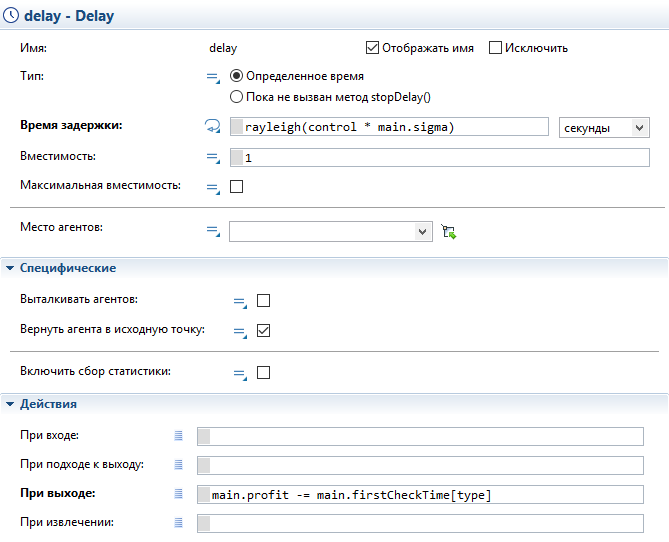 delay - Delay
Имя: delay Отображать имя Исключить
Тип: Определенное время
Пока не вызван метод stopDelay()
Время задержки: rayleigh(control * main.sigma) секунды
Вместимость: 1
Максимальная вместимость:
Место агентов:
Специфические
Выталкивать агентов:
Вернуть агента в исходную точку:
Включить сбор статистики:
Действия
При входе:
При подходе к выходу:
При выходе: main.profit -= main.firstCheckTime[type]
При извлечении: